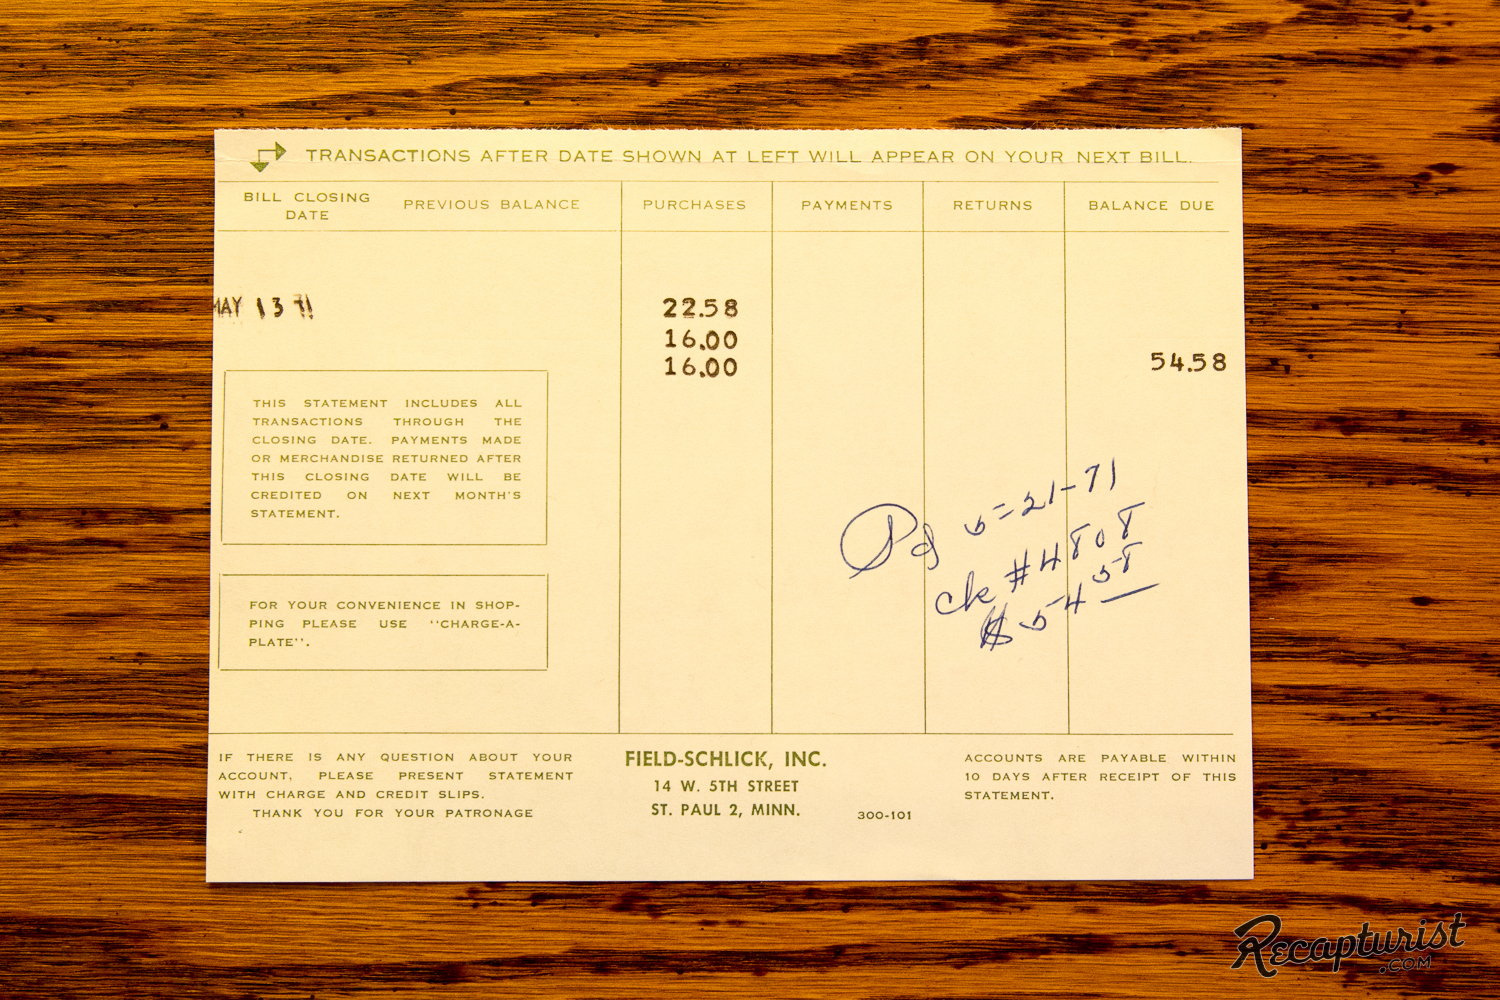 TRANSACTIONS AFTER DATE SHOWN AT LEFT WILL APPEAR ON YOUR NEXT BILL.
BILL CLOSING
DATE
PREVIOUS BALANCE
PURCHASES
PAYMENTS
RETURNS
BALANCE DUE
MAY 13 71
22.58
16.00
16.00
54.58
THIS STATEMENT INCLUDES ALL
TRANSACTIONS THROUGH THE
CLOSING DATE. PAYMENTS MADE
OR MERCHANDISE RETURNED AFTER
THIS CLOSING DATE WILL BE
CREDITED ON NEXT MONTH'S
STATEMENT.
Pd 5-21-71
ck #4808
$ 54 58
FOR YOUR CONVENIENCE IN SHOP-
PING PLEASE USE "CHARGE-A-
PLATE".
IF THERE IS ANY QUESTION ABOUT YOUR
ACCOUNT, PLEASE PRESENT STATEMENT
WITH CHARGE AND CREDIT SLIPS.
THANK YOU FOR YOUR PATRONAGE
FIELD-SCHLICK, INC.
14 W. 5TH STREET
ST. PAUL 2, MINN.
300-101
ACCOUNTS ARE PAYABLE WITHIN
10 DAYS AFTER RECEIPT OF THIS
STATEMENT.
Recapturist
.COM